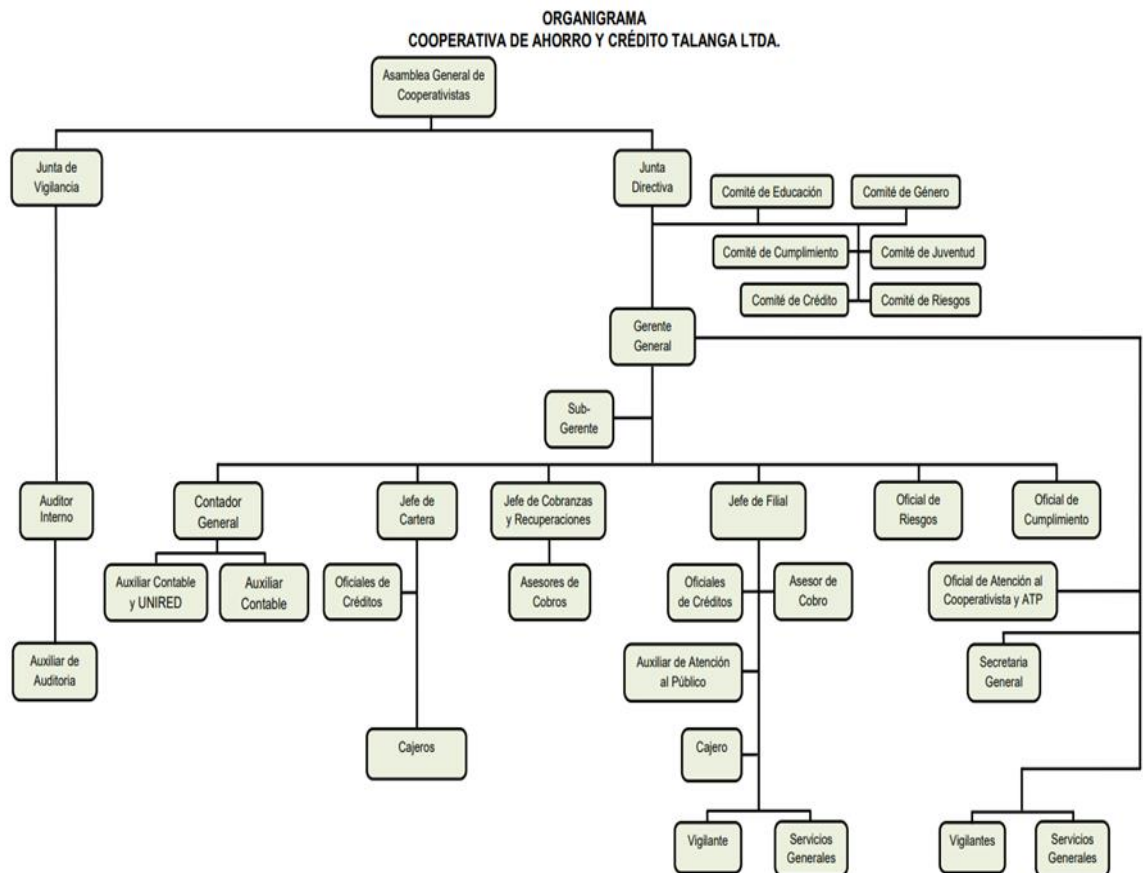 ORGANIGRAMA
COOPERATIVA DE AHORRO Y CRÉDITO TALANGA LTDA.
Asamblea General de
Cooperativistas
Junta de
Vigilancia
Junta
Directiva
Comité de Educación
Comité de Género
Comité de Cumplimiento
Comité de Juventud
Comité de Crédito
Comité de Riesgos
Gerente
General
Sub-
Gerente
Auditor
Interno
Contador
General
Jefe de
Cartera
Jefe de Cobranzas
y Recuperaciones
Jefe de Filial
Oficial de
Riesgos
Oficial de
Cumplimiento
Auxiliar Contable
y UNIRED
Auxiliar
Contable
Oficiales de
Créditos
Asesores de
Cobros
Oficiales
de Créditos
Asesor de
Cobro
Oficial de Atención al
Cooperativista y ATP
Auxiliar de
Auditoria
Auxiliar de Atención
al Público
Secretaria
General
Cajeros
Cajero
Vigilante
Servicios
Generales
Vigilantes
Servicios
Generales